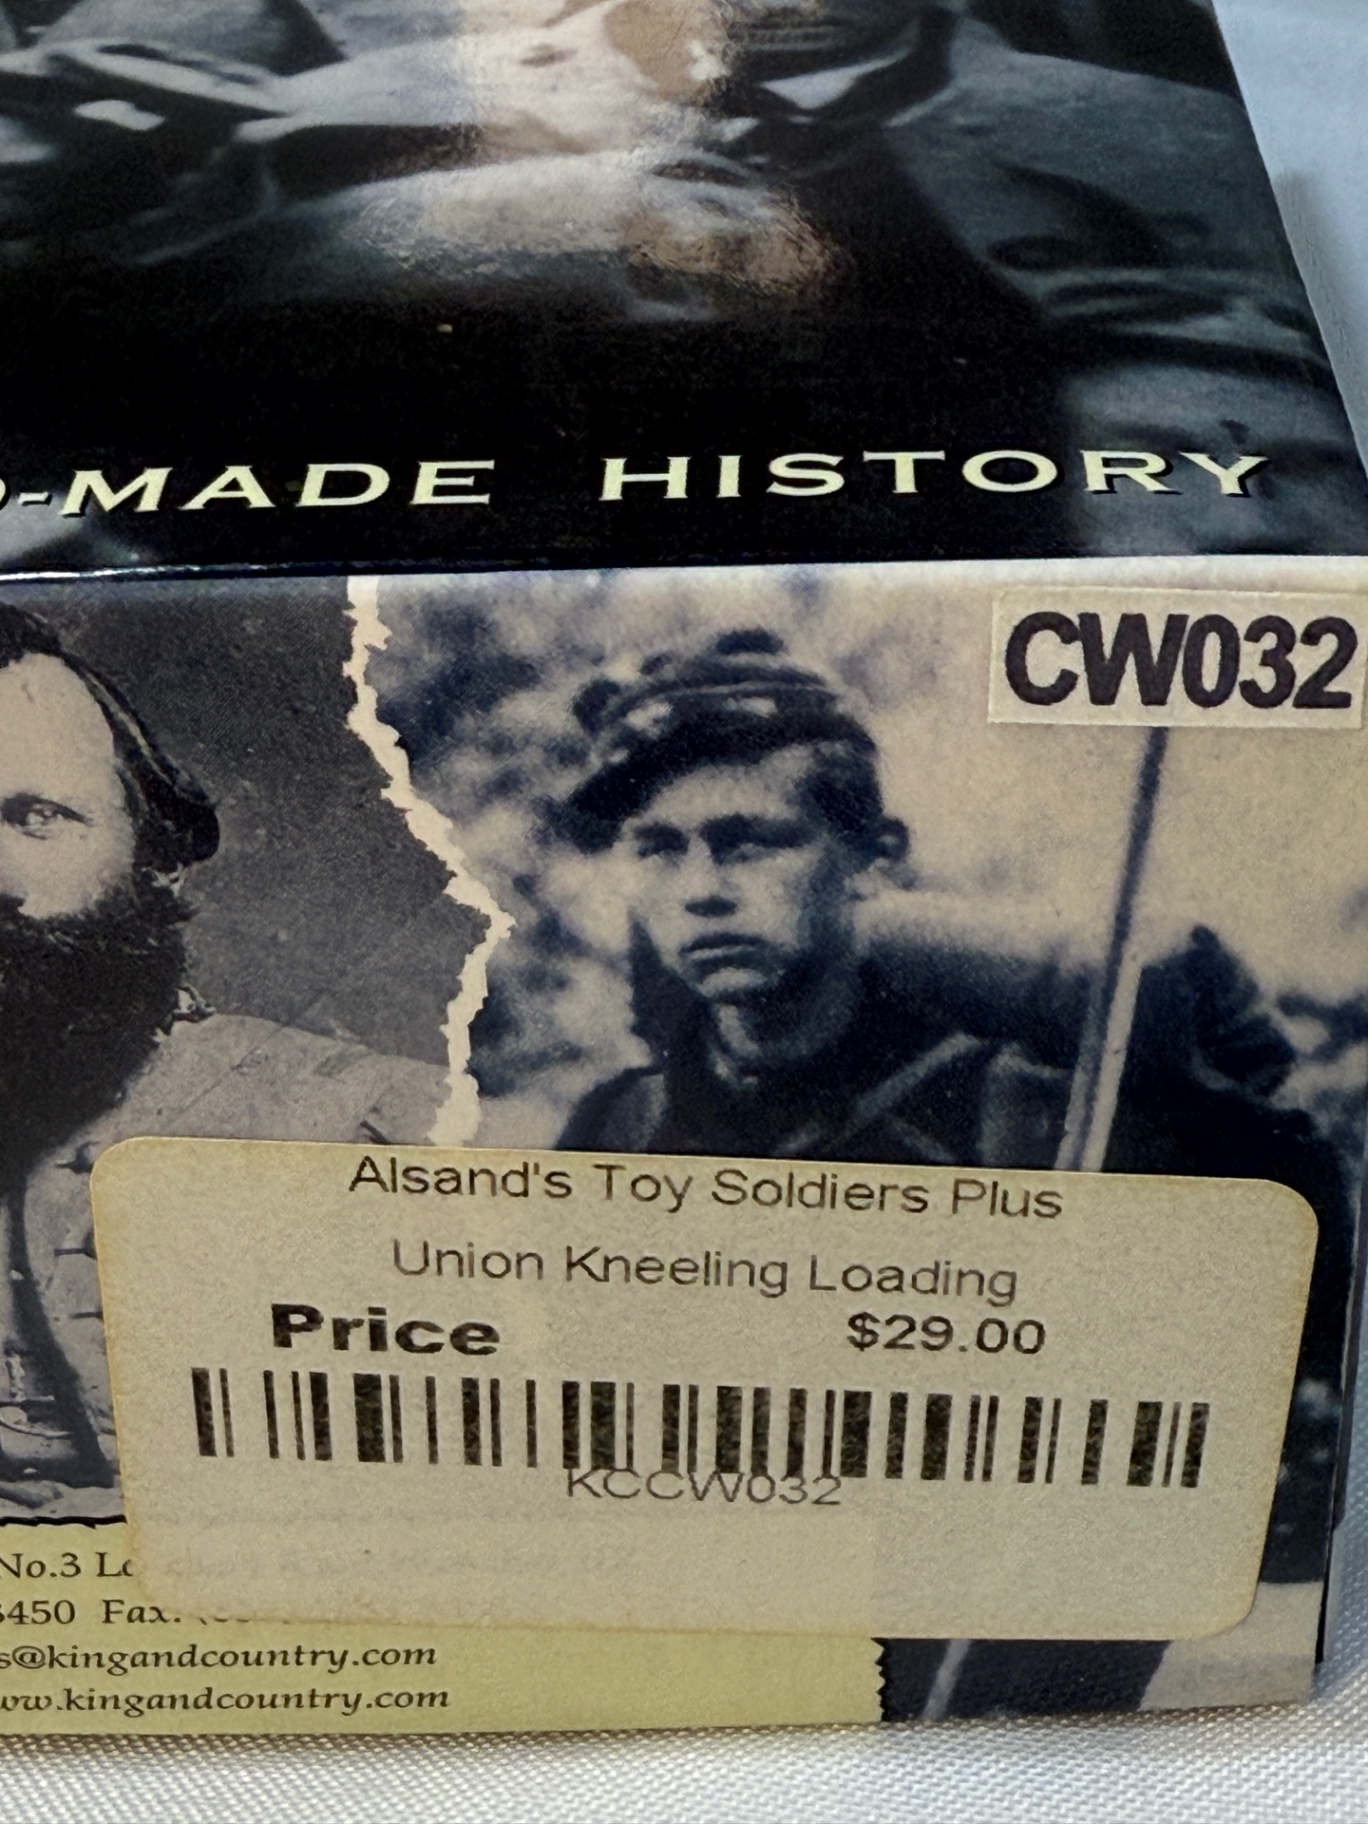 -MADE HISTORY
CW032
Alsand's Toy Soldiers Plus
Union Kneeling Loading
Price $29.00
KCCW032
No.3
450 Fax:
s@kingandcountry.com
ww.kingandcountry.com